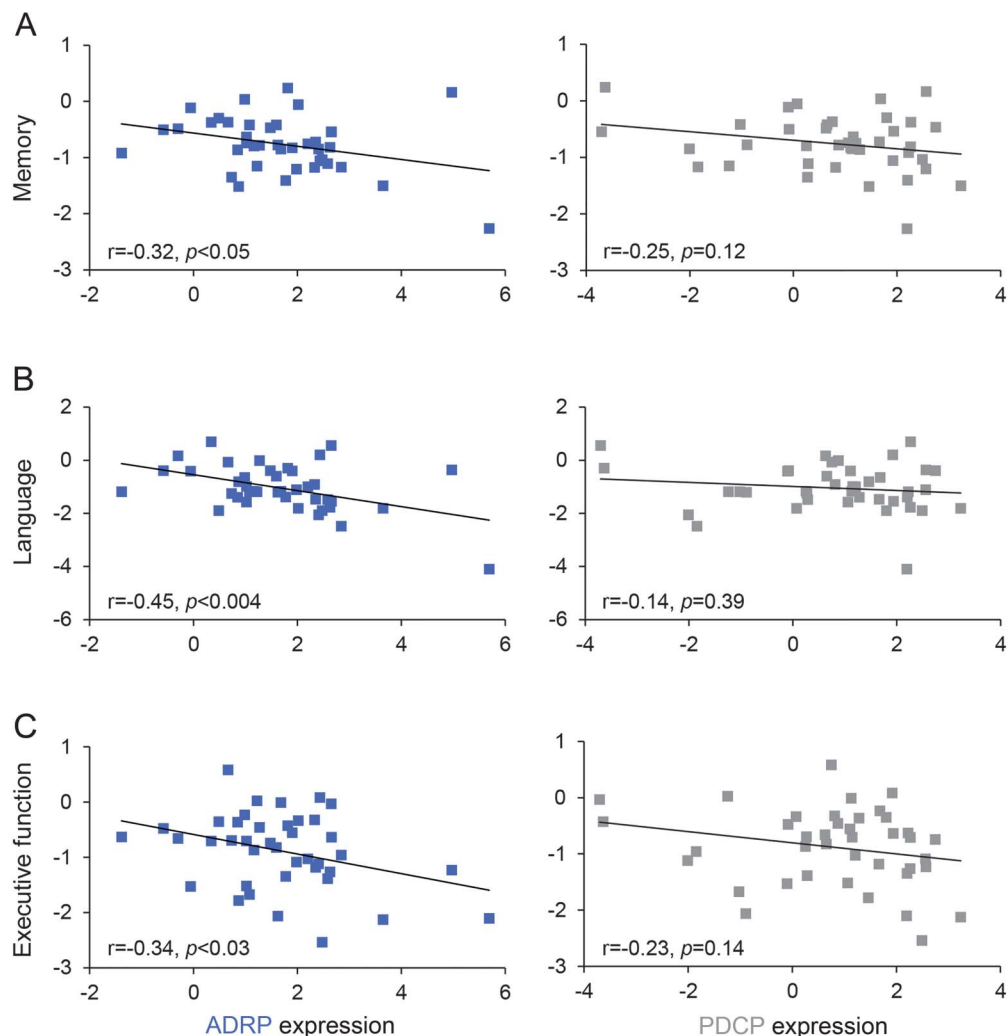 A
Memory
1
0
-1
-2
-3
-2 0 2 4 6
r=-0.32, p<0.05
1
0
-1
-2
-3
-4 -2 0 2 4
r=-0.25, p=0.12
B
Language
2
0
-2
-4
-6
-2 0 2 4 6
r=-0.45, p<0.004
2
0
-2
-4
-6
-4 -2 0 2 4
r=-0.14, p=0.39
C
Executive function
1
0
-1
-2
-3
-2 0 2 4 6
r=-0.34, p<0.03
ADRP expression
1
0
-1
-2
-3
-4 -2 0 2 4
r=-0.23, p=0.14
PDCP expression